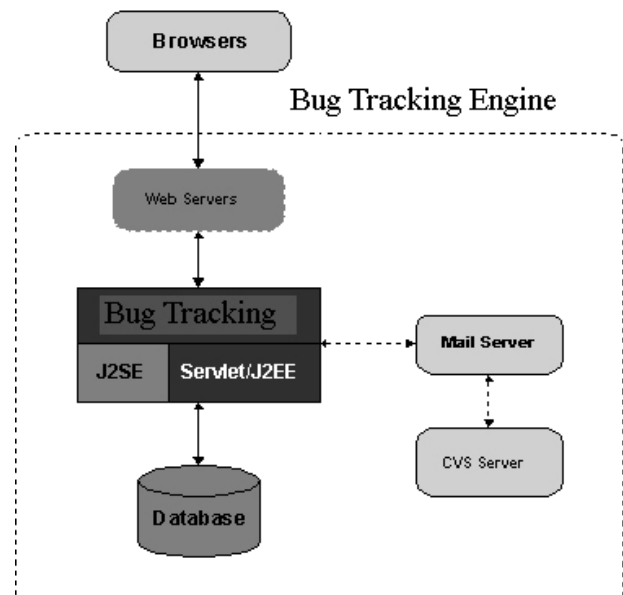 Browsers
Bug Tracking Engine
Web Servers
Bug Tracking
J2SE
Servlet/J2EE
Mail Server
CVS Server
Database